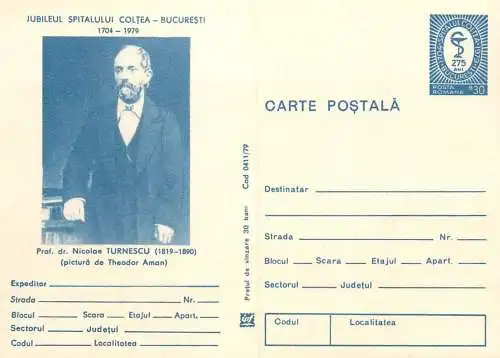 JUBILEUL SPITALULUI COLȚEA – BUCUREȘTI
1704 – 1979
Prof. dr. Nicolae TURNESCU (1819–1890)
(pictură de Theodor Aman)
Expeditor
Strada Nr.
Blocul Scara Etajul Apart.
Sectorul Județul
Codul Localitatea
Prețul de vînzare 30 bani Cod 0411/79
275
ANI
POSTA
ROMANA
B
30
CARTE POȘTALĂ
Destinatar
Strada Nr.
Blocul Scara Etajul Apart.
Sectorul Județul
Codul Localitatea